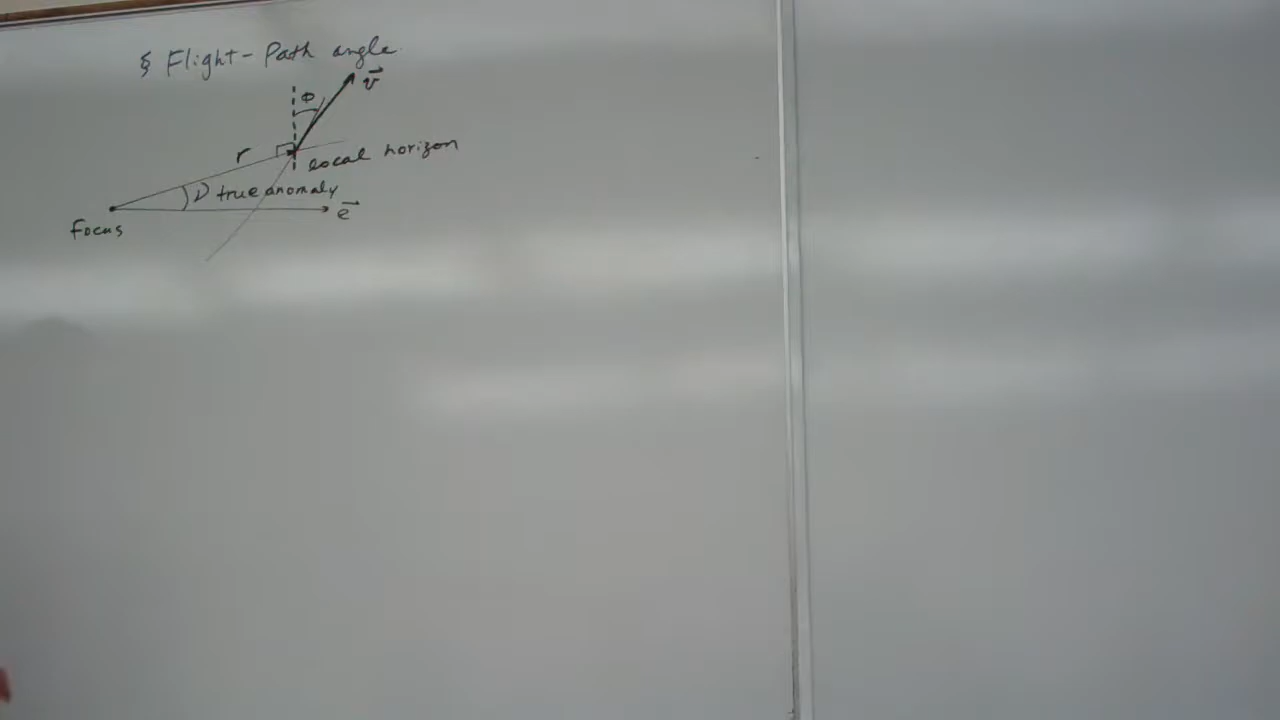 § Flight-Path angle
Φ
v
r
local horizon
ν true anomaly
e
Focus